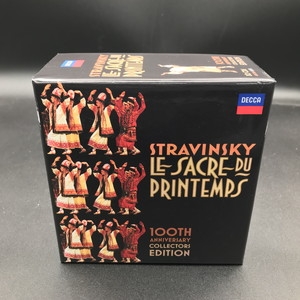 DECCA
STRAVINSKY
LE·SACRE·DU
PRINTEMPS
100TH
ANNIVERSARY
COLLECTORS
EDITION